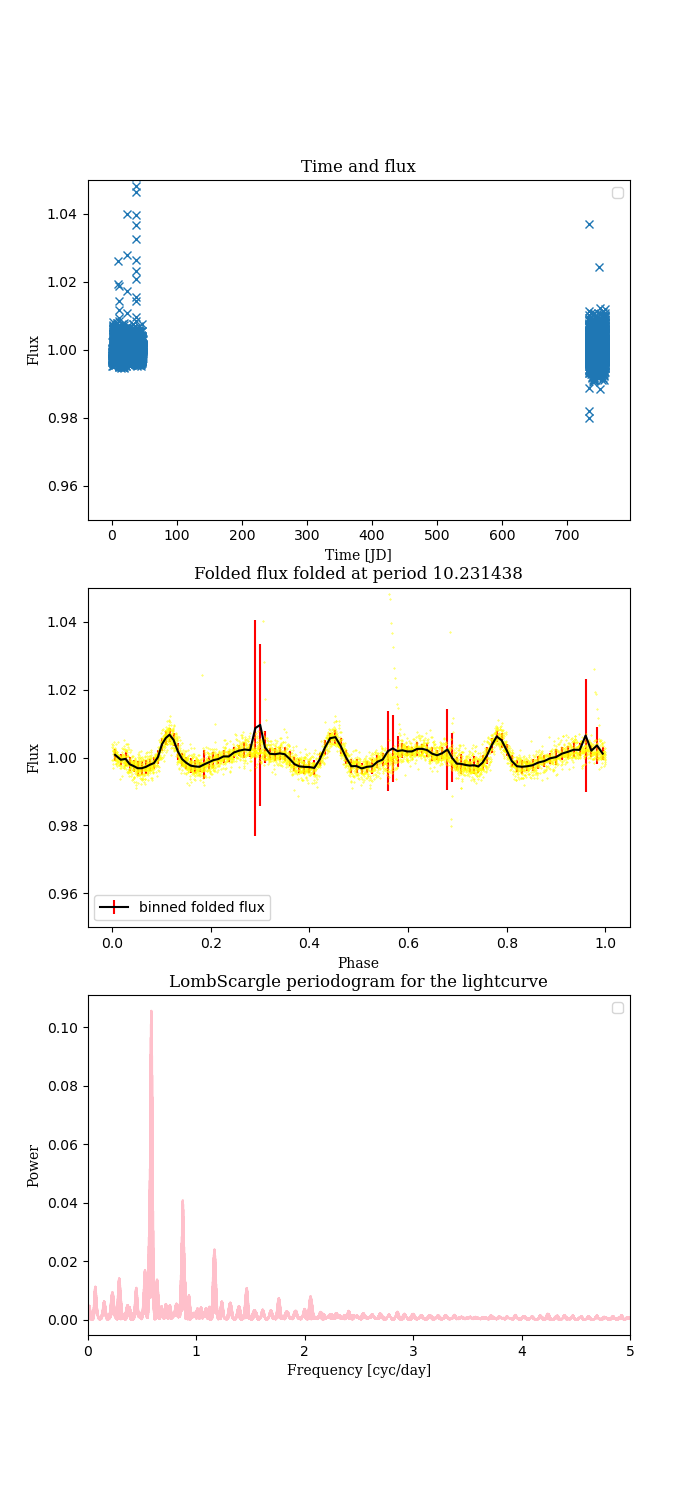 Time and flux
1.04
1.02
1.00
0.98
0.96
Flux
0 100 200 300 400 500 600 700
Time [JD]
Folded flux folded at period 10.231438
1.04
1.02
1.00
0.98
0.96
Flux
binned folded flux
0.0 0.2 0.4 0.6 0.8 1.0
Phase
LombScargle periodogram for the lightcurve
0.10
0.08
0.06
0.04
0.02
0.00
Power
0 1 2 3 4 5
Frequency [cyc/day]